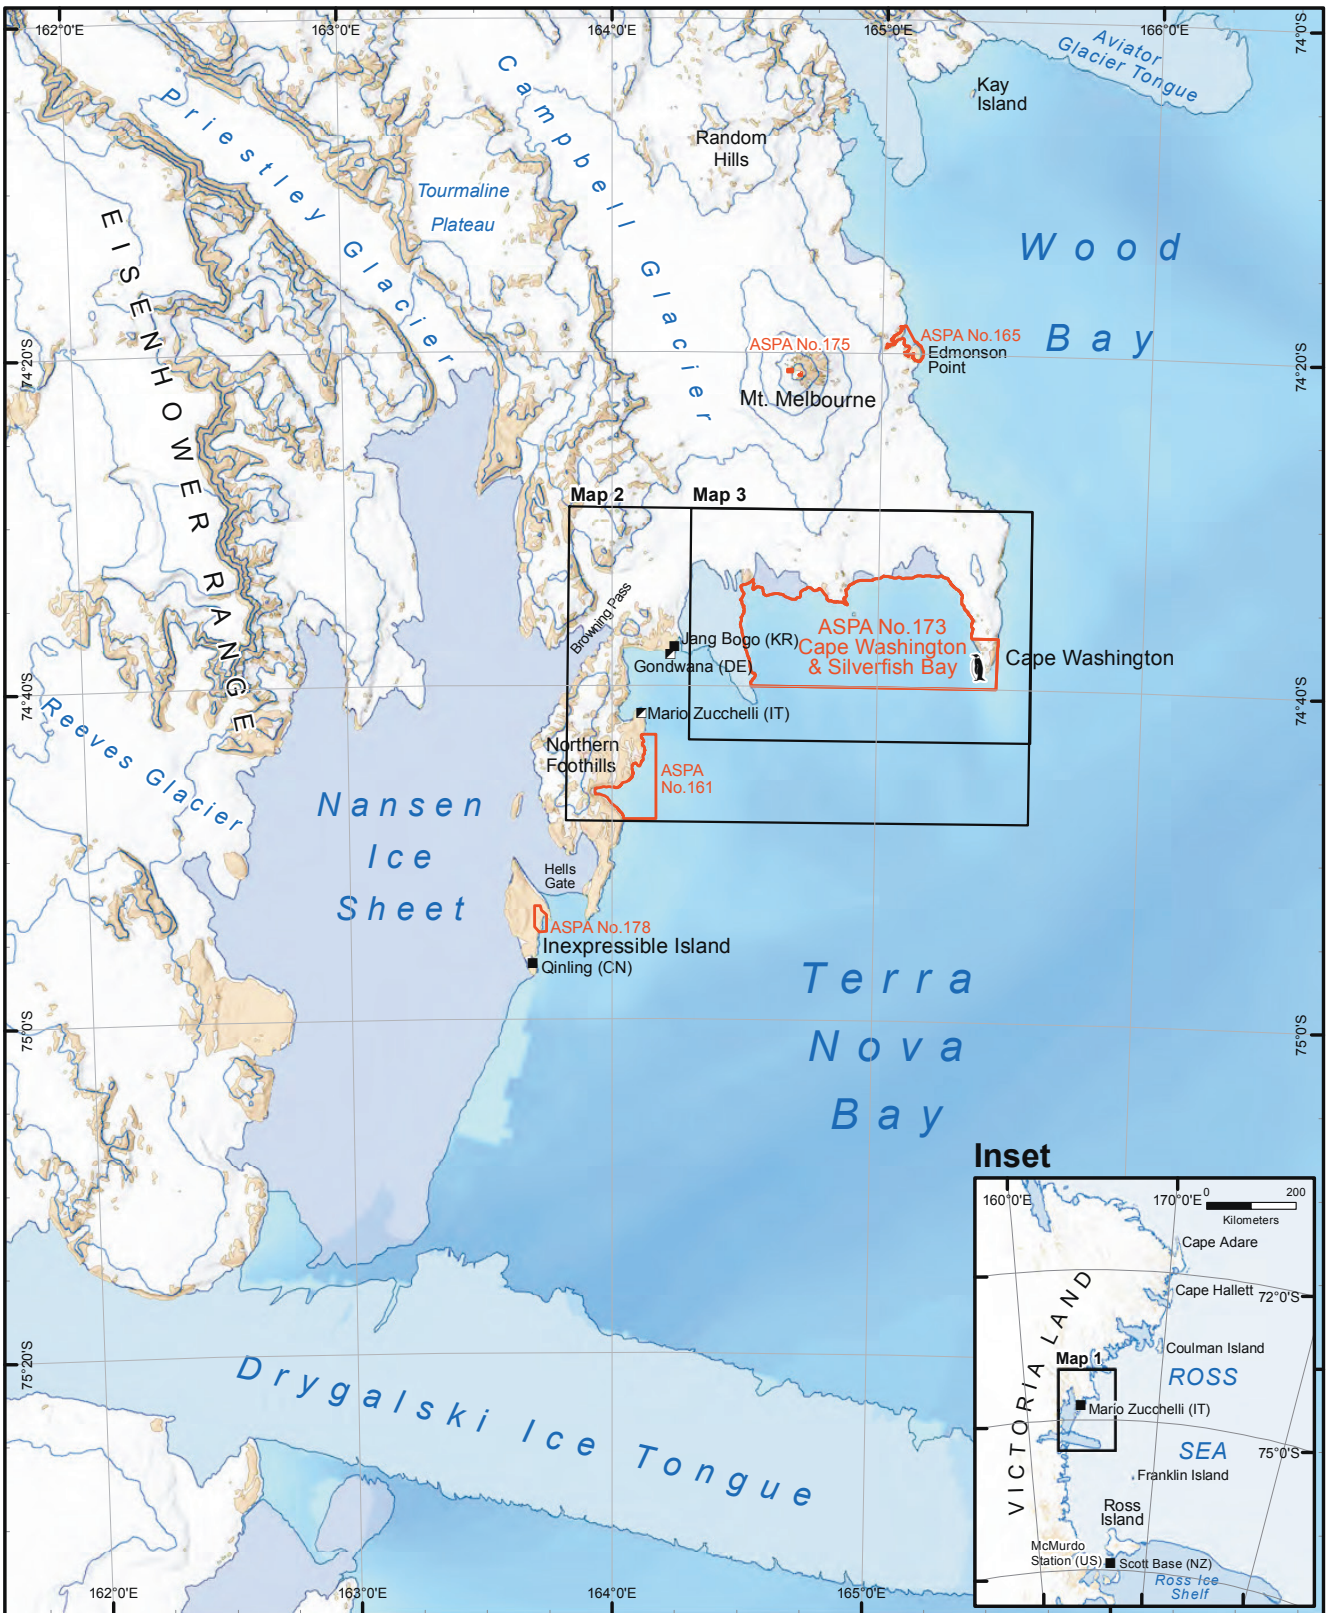 162°0'E
163°0'E
164°0'E
165°0'E
166°0'E
74°0'S
Aviator
Glacier Tongue
Kay
Island
Campbell Glacier
Priestley Glacier
Random
Hills
Tourmaline
Plateau
EISENHOWER RANGE
Wood
Bay
74°20'S
74°20'S
ASPA No.175
Mt. Melbourne
ASPA No.165
Edmonson
Point
Map 2
Map 3
Browning Pass
Jang Bogo (KR)
Gondwana (DE)
ASPA No.173
Cape Washington
& Silverfish Bay
Cape Washington
74°40'S
74°40'S
Mario Zucchelli (IT)
Northern
Foothills
ASPA
No.161
Reeves Glacier
Nansen
Ice
Sheet
Hells
Gate
ASPA No.178
Inexpressible Island
Qinling (CN)
Terra
Nova
Bay
75°0'S
75°0'S
75°20'S
Drygalski Ice Tongue
162°0'E
163°0'E
164°0'E
165°0'E
Inset
160°0'E
170°0'E
0
200
Kilometers
Cape Adare
Cape Hallett
72°0'S
VICTORIA LAND
Coulman Island
Map 1
ROSS
SEA
Mario Zucchelli (IT)
75°0'S
Franklin Island
Ross
Island
McMurdo
Station (US)
Scott Base (NZ)
Ross Ice
Shelf